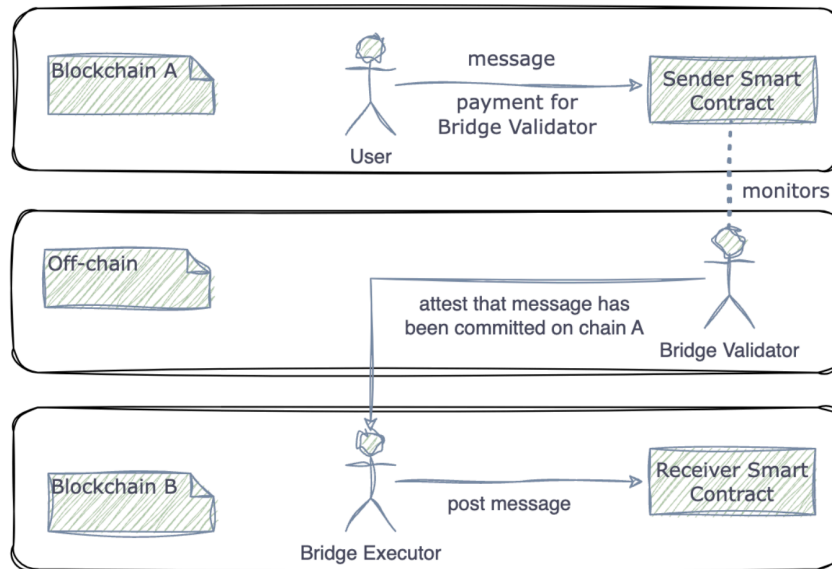 Blockchain A
message
payment for
Bridge Validator
User
Sender Smart
Contract
monitors
Off-chain
attest that message has
been committed on chain A
Bridge Validator
Blockchain B
post message
Bridge Executor
Receiver Smart
Contract